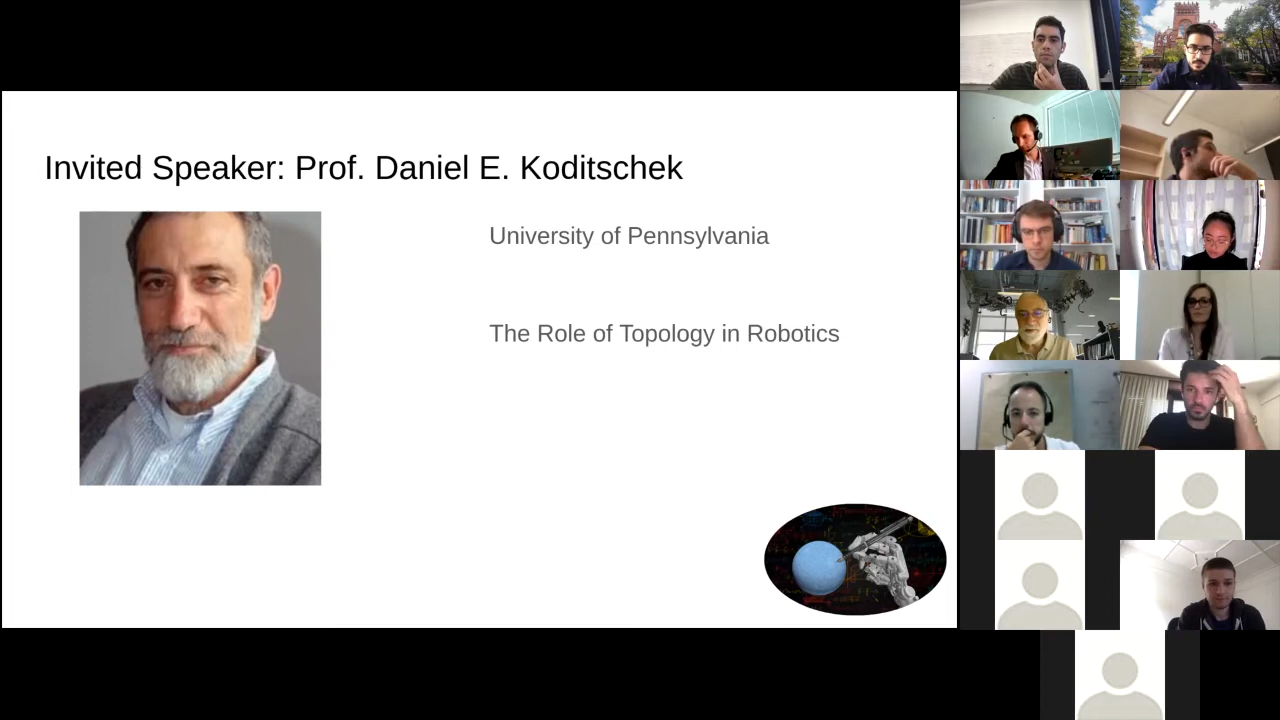 Invited Speaker: Prof. Daniel E. Koditschek
University of Pennsylvania
The Role of Topology in Robotics